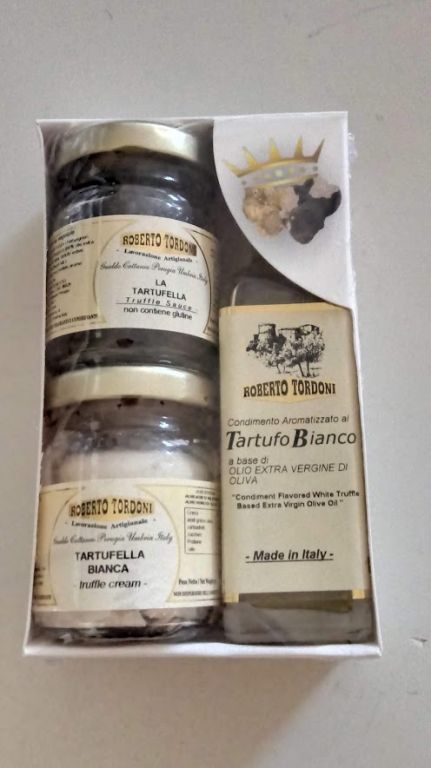 ROBERTO TORDONI
- Lavorazione Artigianale -
Gualdo Cattaneo Perugia Umbria Italy
LA
TARTUFELLA
Truffle Sauce
non contiene glutine
ROBERTO TORDONI
- Lavorazione Artigianale -
Gualdo Cattaneo Perugia Umbria Italy
TARTUFELLA
BIANCA
- truffle cream -
ROBERTO TORDONI
Condimento Aromatizzato al
Tartufo Bianco
a base di
OLIO EXTRA VERGINE DI
OLIVA
"Condiment Flavored White Truffle
Based Extra Virgin Olive Oil "
- Made in Italy -